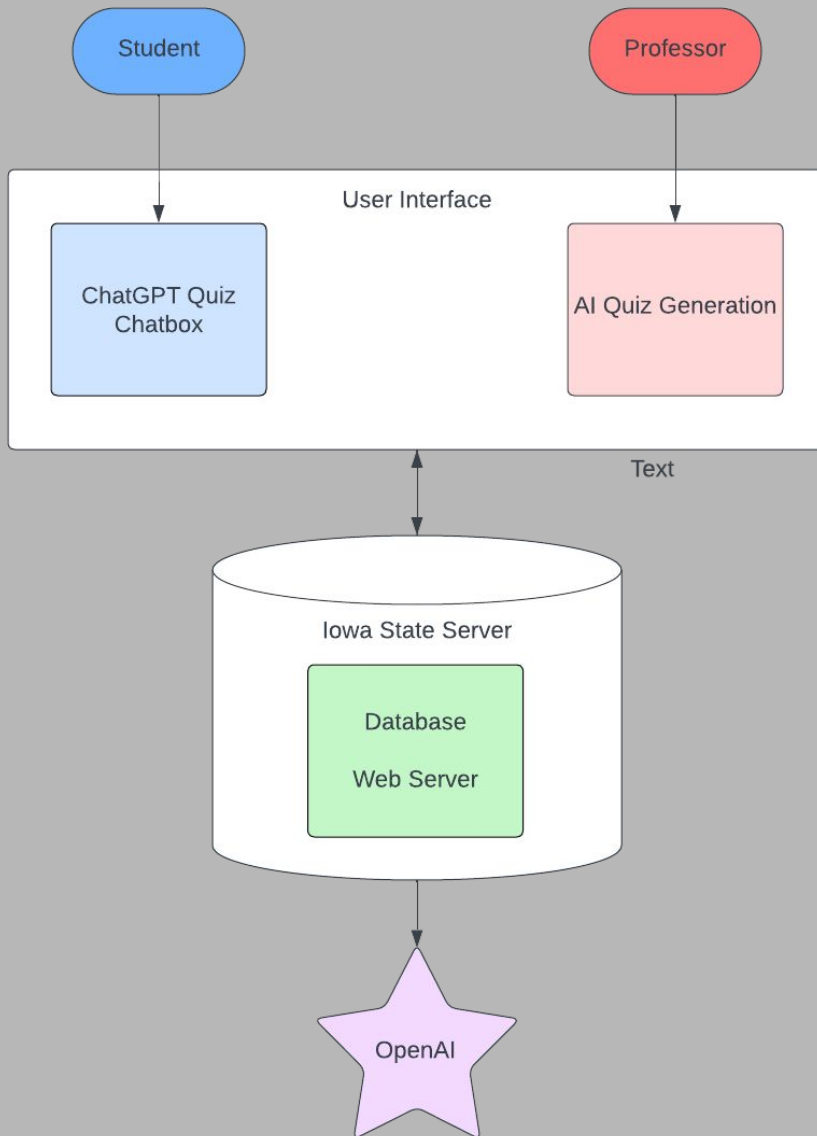 Student
Professor
User Interface
ChatGPT Quiz
Chatbox
AI Quiz Generation
Text
Iowa State Server
Database
Web Server
OpenAI